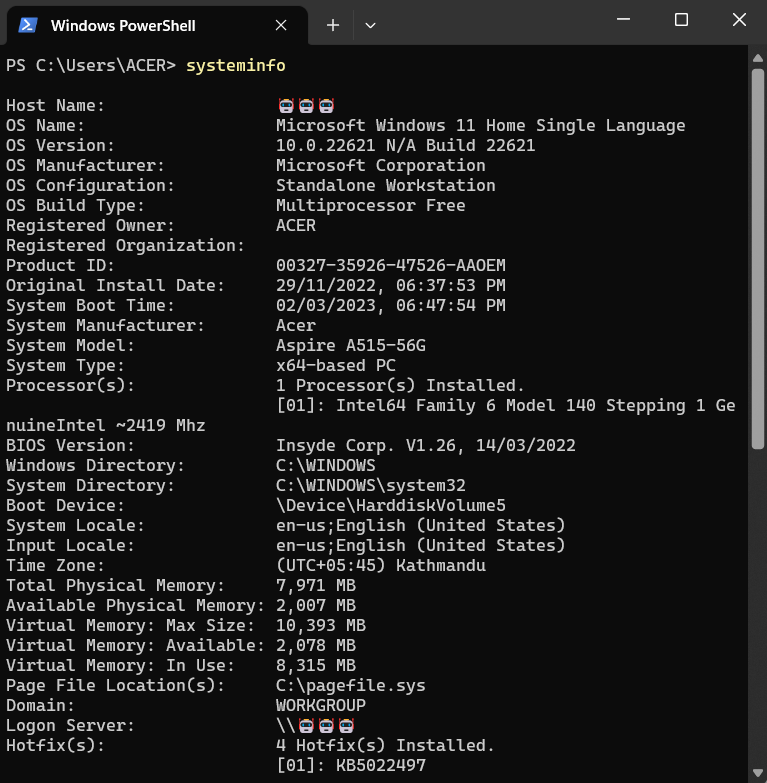 Windows PowerShell
PS C:\Users\ACER> systeminfo
Host Name: 🤖🤖🤖
OS Name: Microsoft Windows 11 Home Single Language
OS Version: 10.0.22621 N/A Build 22621
OS Manufacturer: Microsoft Corporation
OS Configuration: Standalone Workstation
OS Build Type: Multiprocessor Free
Registered Owner: ACER
Registered Organization:
Product ID: 00327-35926-47526-AAOEM
Original Install Date: 29/11/2022, 06:37:53 PM
System Boot Time: 02/03/2023, 06:47:54 PM
System Manufacturer: Acer
System Model: Aspire A515-56G
System Type: x64-based PC
Processor(s): 1 Processor(s) Installed.
[01]: Intel64 Family 6 Model 140 Stepping 1 Ge
nuineIntel ~2419 Mhz
BIOS Version: Insyde Corp. V1.26, 14/03/2022
Windows Directory: C:\WINDOWS
System Directory: C:\WINDOWS\system32
Boot Device: \Device\HarddiskVolume5
System Locale: en-us;English (United States)
Input Locale: en-us;English (United States)
Time Zone: (UTC+05:45) Kathmandu
Total Physical Memory: 7,971 MB
Available Physical Memory: 2,007 MB
Virtual Memory: Max Size: 10,393 MB
Virtual Memory: Available: 2,078 MB
Virtual Memory: In Use: 8,315 MB
Page File Location(s): C:\pagefile.sys
Domain: WORKGROUP
Logon Server: \\🤖🤖🤖
Hotfix(s): 4 Hotfix(s) Installed.
[01]: KB5022497